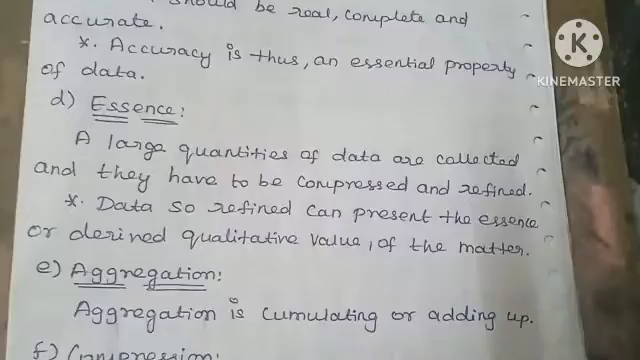 should be real, complete and
accurate.
*. Accuracy is thus, an essential property
of data.
d) Essence:
A large quantities of data are collected
and they have to be compressed and refined.
*. Data so refined can present the essence
or derined qualitative value, of the matter.
e) Aggregation:
Aggregation is cumulating or adding up.
f) Compression:
KINEMASTER